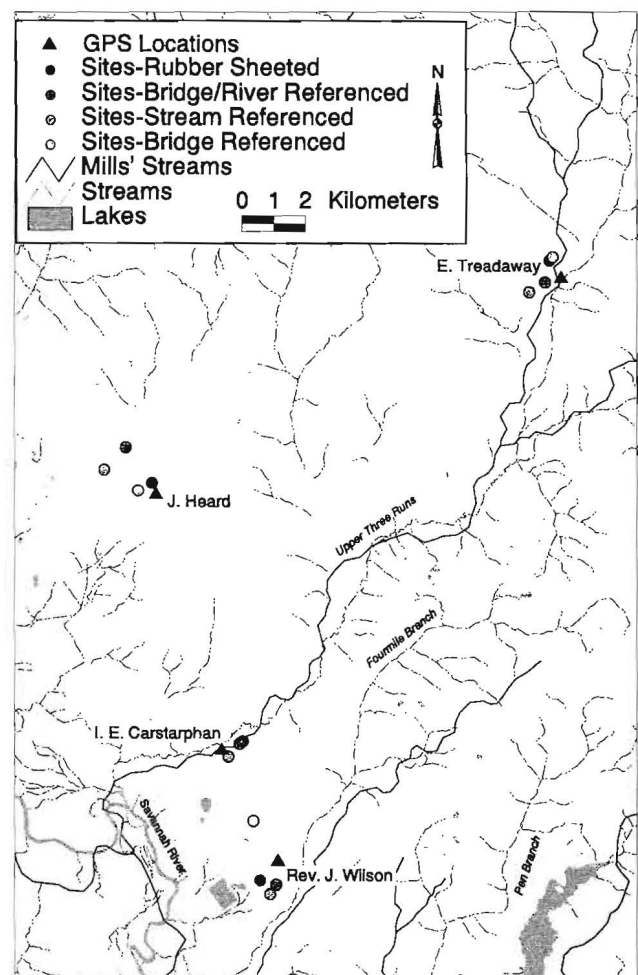 GPS Locations
Sites-Rubber Sheeted
Sites-Bridge/River Referenced
Sites-Stream Referenced
Sites-Bridge Referenced
Mills' Streams
Streams
Lakes
0 1 2 Kilometers
N
E. Treadaway
J. Heard
Upper Three Runs
Fourmile Branch
I. E. Carstarphan
Savannah River
Rev. J. Wilson
Pen Branch